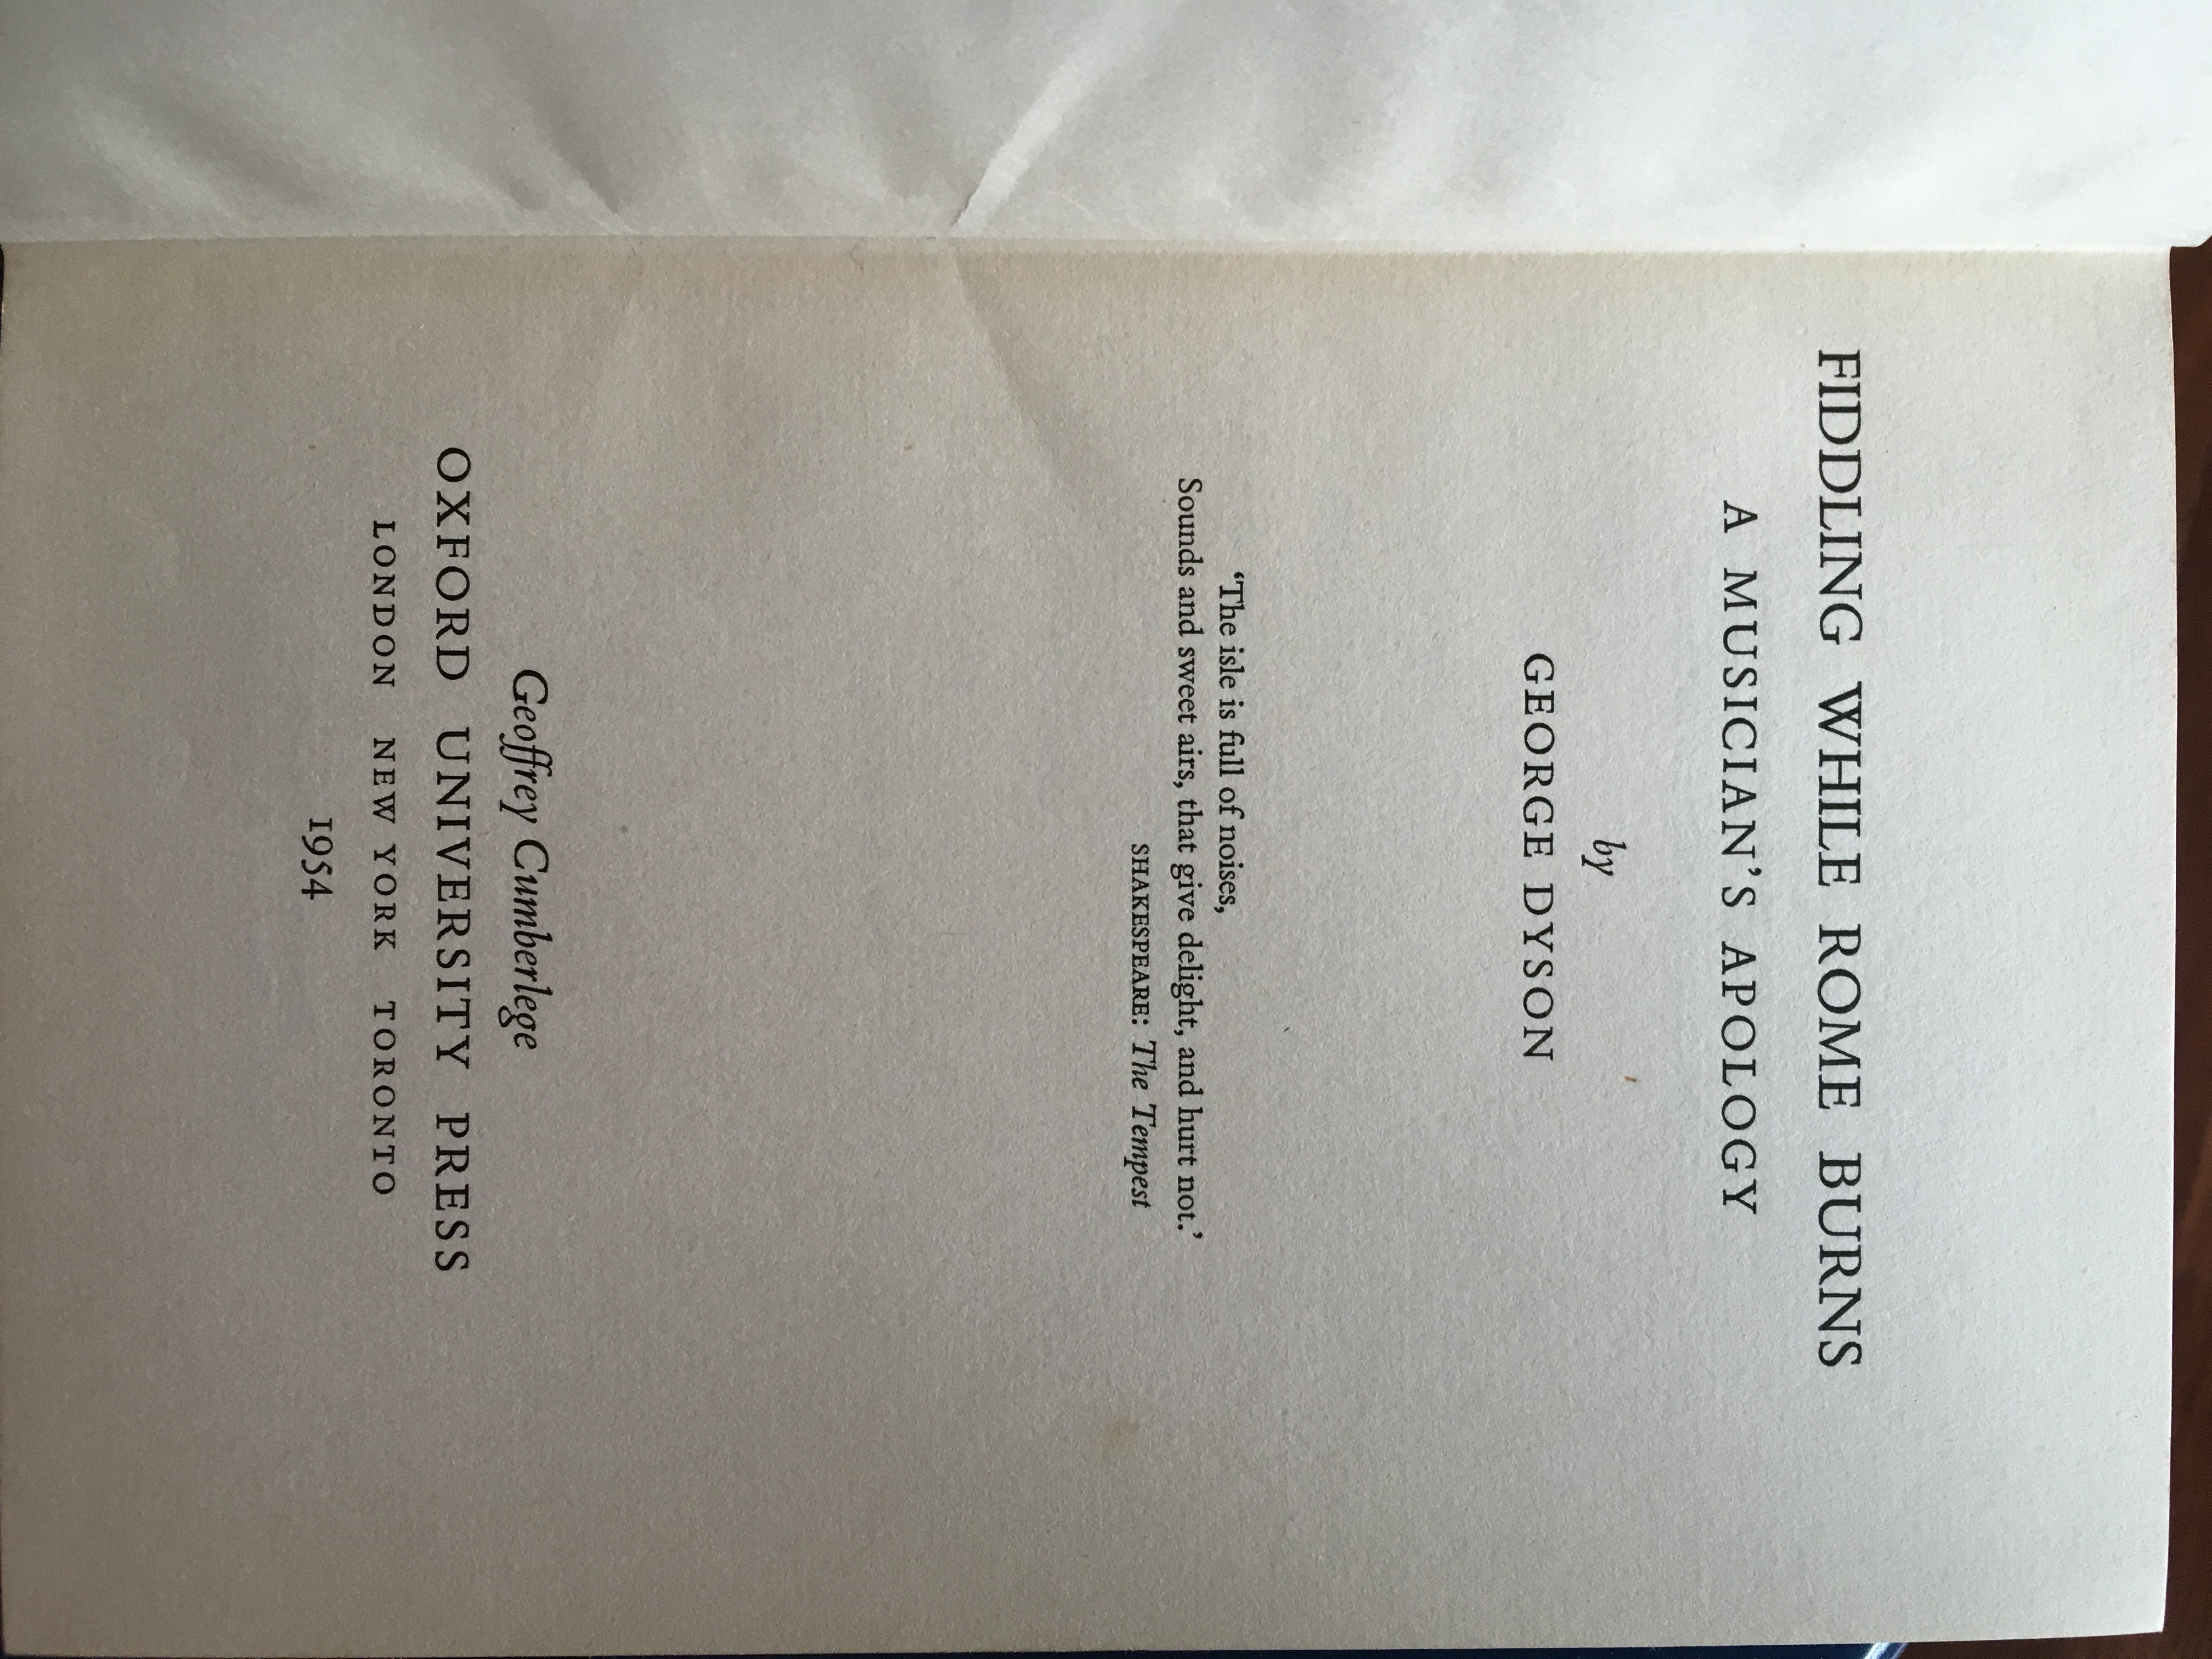 FIDDLING WHILE ROME BURNS
A MUSICIAN'S APOLOGY
by
GEORGE DYSON
‘The isle is full of noises,
Sounds and sweet airs, that give delight, and hurt not.’
SHAKESPEARE: The Tempest
Geoffrey Cumberlege
OXFORD UNIVERSITY PRESS
LONDON NEW YORK TORONTO
1954